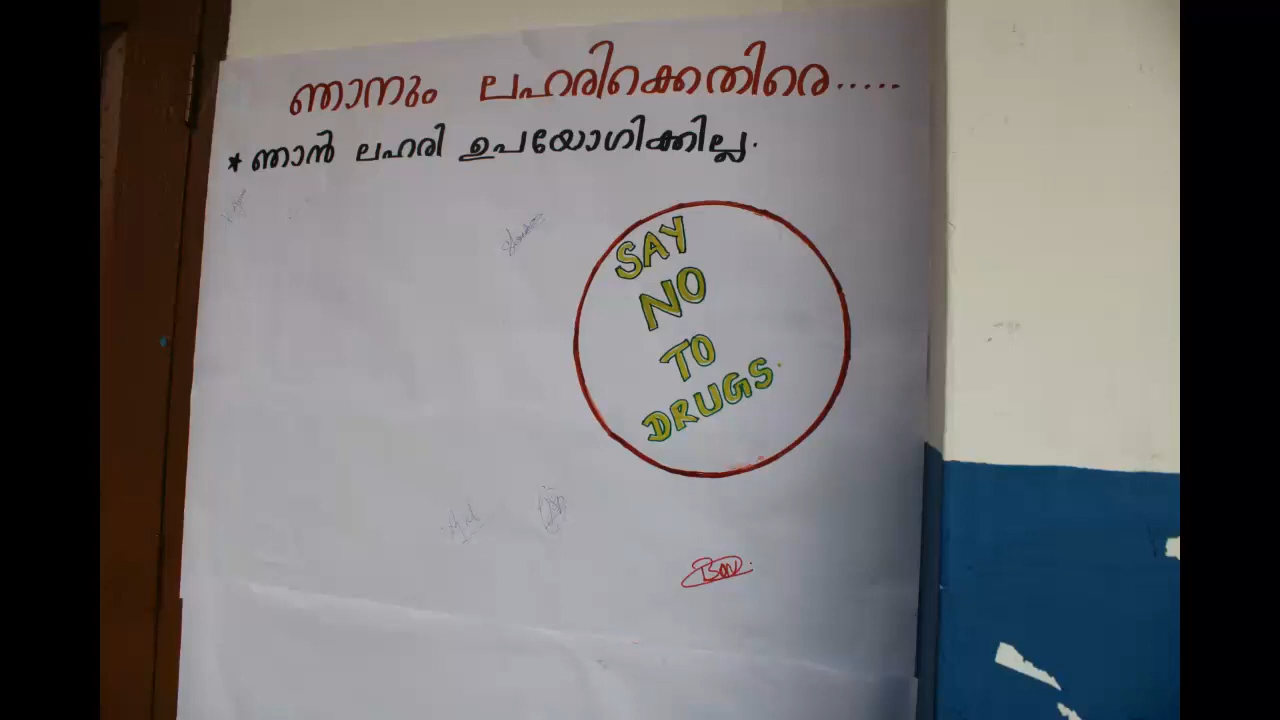 ഞാനും ലഹരിക്കെതിരെ.....
* ഞാൻ ലഹരി ഉപയോഗിക്കില്ല.
SAY
NO
TO
DRUGS.